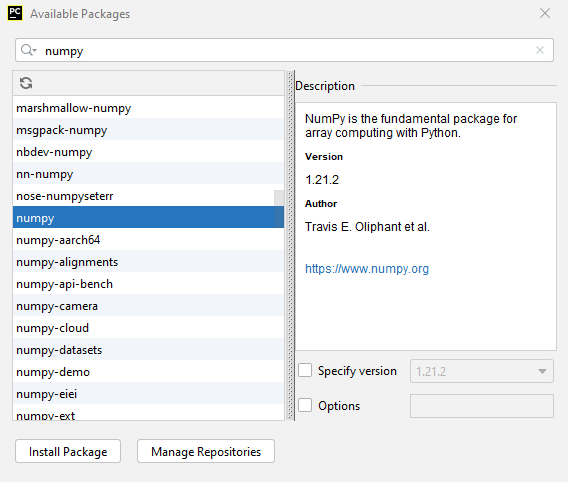 PC
Available Packages
numpy
marshmallow-numpy
msgpack-numpy
nbdev-numpy
nn-numpy
nose-numpyseterr
numpy
numpy-aarch64
numpy-alignments
numpy-api-bench
numpy-camera
numpy-cloud
numpy-datasets
numpy-demo
numpy-eiei
numpy-ext
Description
NumPy is the fundamental package for
array computing with Python.
Version
1.21.2
Author
Travis E. Oliphant et al.
https://www.numpy.org
Specify version
1.21.2
Options
Install Package
Manage Repositories